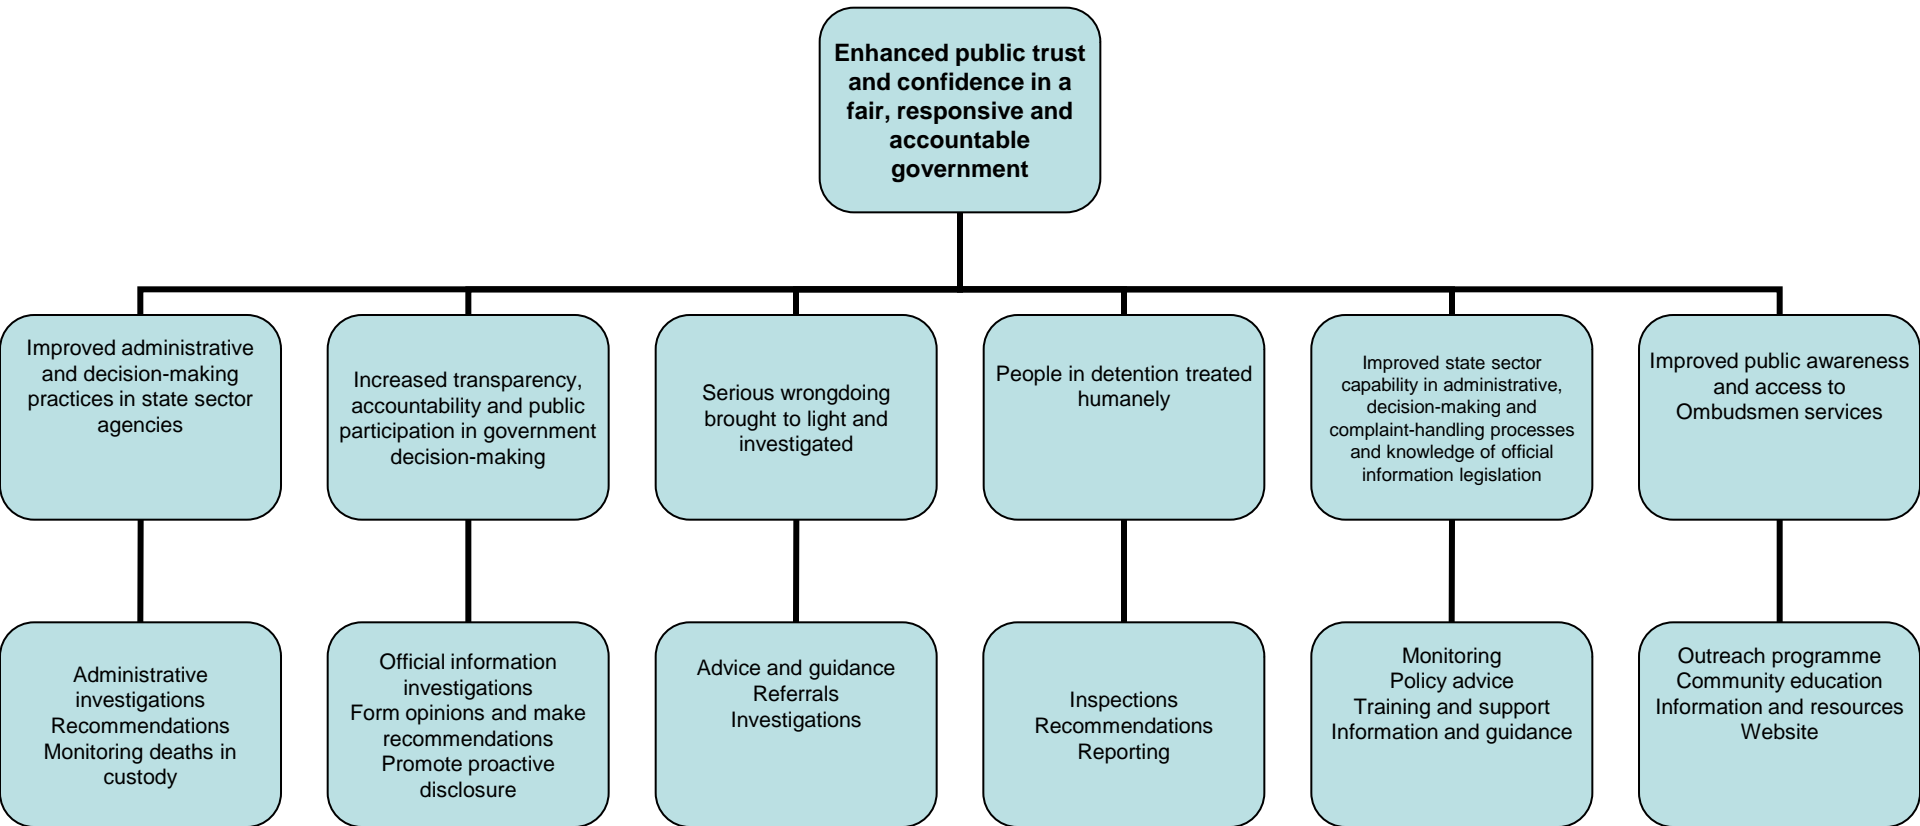 Enhanced public trust
and confidence in a
fair, responsive and
accountable
government
Improved administrative
and decision-making
practices in state sector
agencies
Increased transparency,
accountability and public
participation in government
decision-making
Serious wrongdoing
brought to light and
investigated
People in detention treated
humanely
Improved state sector
capability in administrative,
decision-making and
complaint-handling processes
and knowledge of official
information legislation
Improved public awareness
and access to
Ombudsmen services
Administrative
investigations
Recommendations
Monitoring deaths in
custody
Official information
investigations
Form opinions and make
recommendations
Promote proactive
disclosure
Advice and guidance
Referrals
Investigations
Inspections
Recommendations
Reporting
Monitoring
Policy advice
Training and support
Information and guidance
Outreach programme
Community education
Information and resources
Website